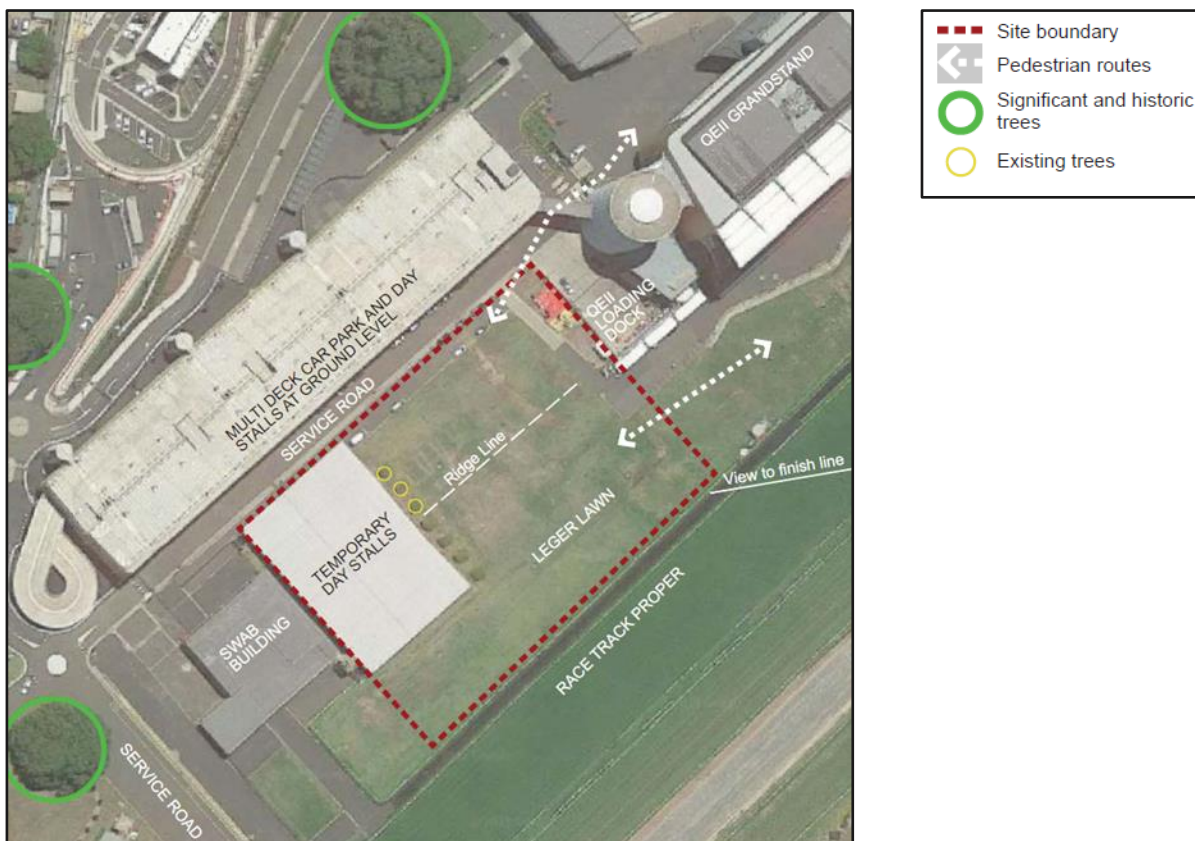 QEII GRANDSTAND
MULTI DECK CAR PARK AND DAY
STALLS AT GROUND LEVEL
SERVICE ROAD
QEII
LOADING
DOCK
Ridge Line
View to finish line
LEGER LAWN
TEMPORARY
DAY STALLS
SWAB
BUILDING
RACE TRACK PROPER
SERVICE ROAD
Site boundary
Pedestrian routes
Significant and historic
trees
Existing trees